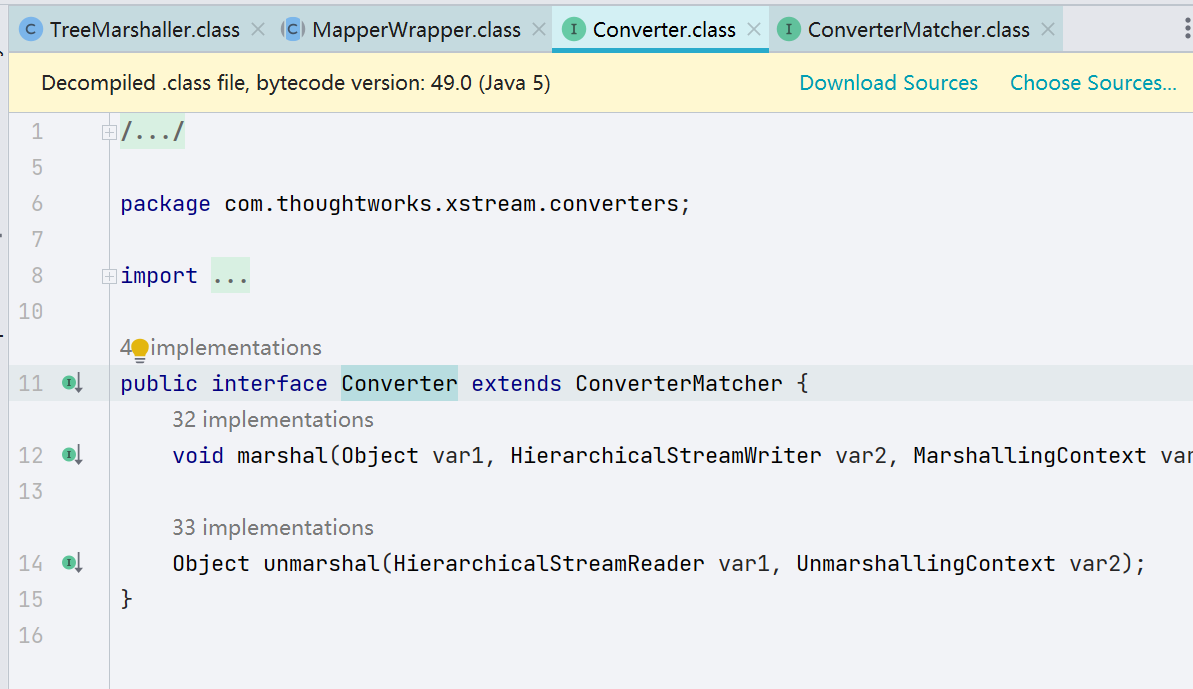 TreeMarshaller.class MapperWrapper.class Converter.class ConverterMatcher.class
Decompiled .class file, bytecode version: 49.0 (Java 5) Download Sources Choose Sources...
1 /.../
5
6 package com.thoughtworks.xstream.converters;
7
8 import ...
10
implementations
11 public interface Converter extends ConverterMatcher {
32 implementations
12 void marshal(Object var1, HierarchicalStreamWriter var2, MarshallingContext var
13
33 implementations
14 Object unmarshal(HierarchicalStreamReader var1, UnmarshallingContext var2);
15 }
16